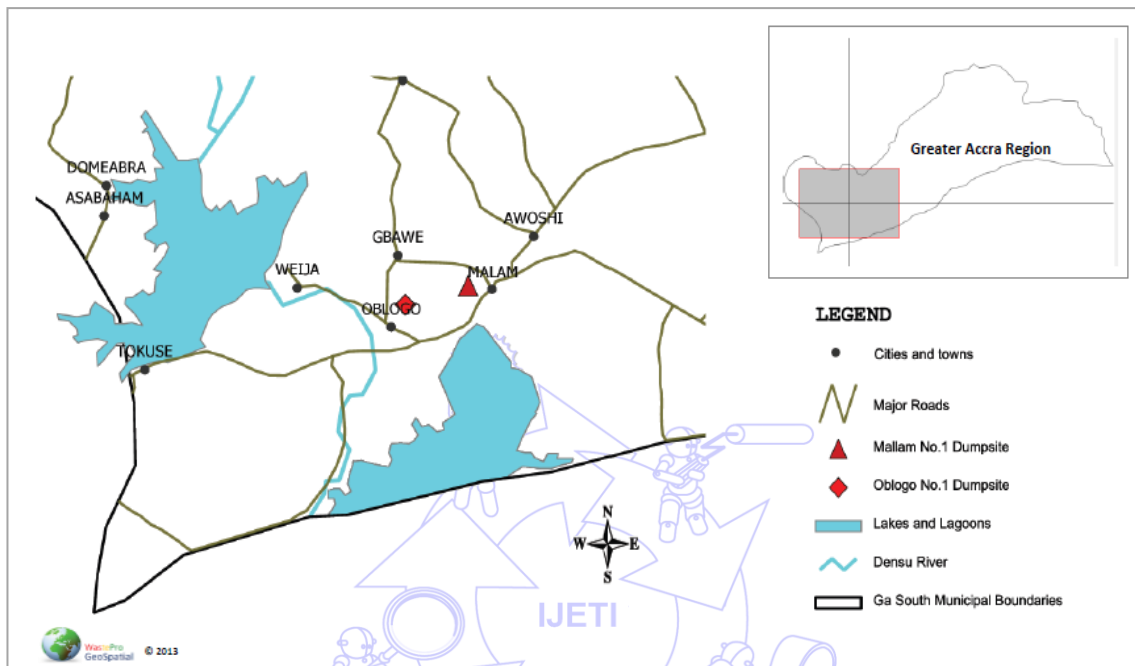 Greater Accra Region
DOMEABRA
ASABAHAM
AWOSHI
GBAWE
WEIJA
MALAM
OBLOGO
TOKUSE
LEGEND
Cities and towns
Major Roads
Mallam No.1 Dumpsite
Oblogo No.1 Dumpsite
Lakes and Lagoons
Densu River
Ga South Municipal Boundaries
N
W E
S
IJETI
WastePro
GeoSpatial © 2013